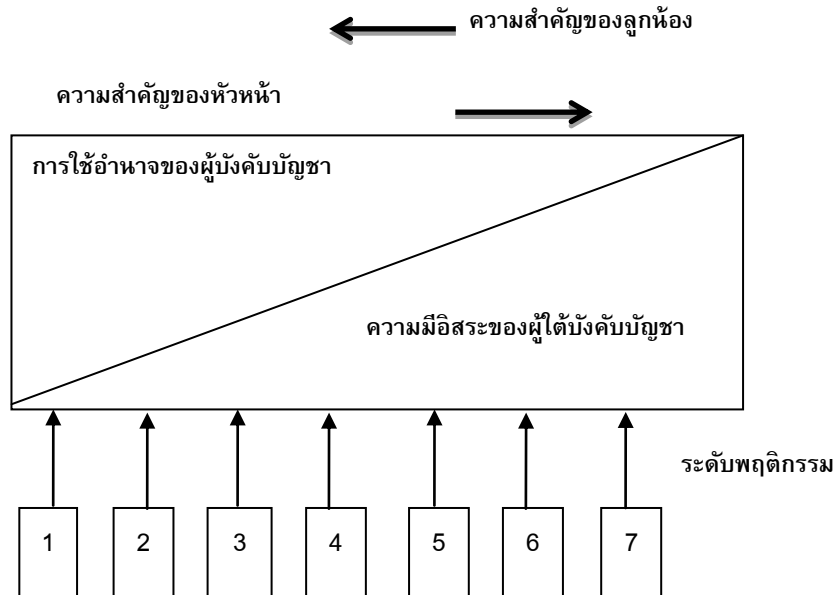 ความสำคัญของลูกน้อง
ความสำคัญของหัวหน้า
การใช้อำนาจของผู้บังคับบัญชา
ความมีอิสระของผู้ใต้บังคับบัญชา
ระดับพฤติกรรม
1 2 3 4 5 6 7